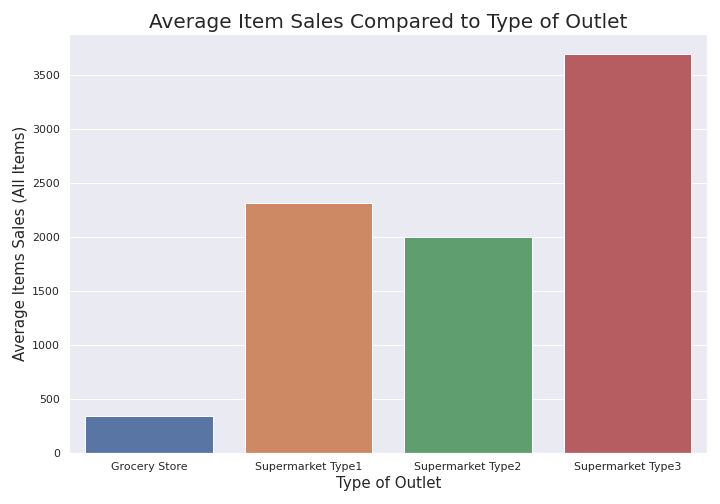 Average Item Sales Compared to Type of Outlet
Average Items Sales (All Items)
3500
3000
2500
2000
1500
1000
500
0
Grocery Store Supermarket Type1 Supermarket Type2 Supermarket Type3
Type of Outlet